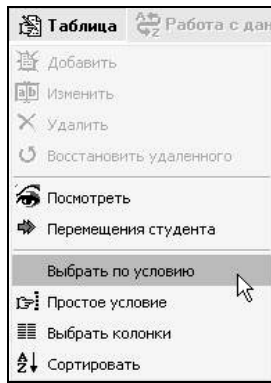 Таблица Работа с дан
Добавить
Изменить
Удалить
Восстановить удаленного
Посмотреть
Перемещения студента
Выбрать по условию
Простое условие
Выбрать колонки
Сортировать